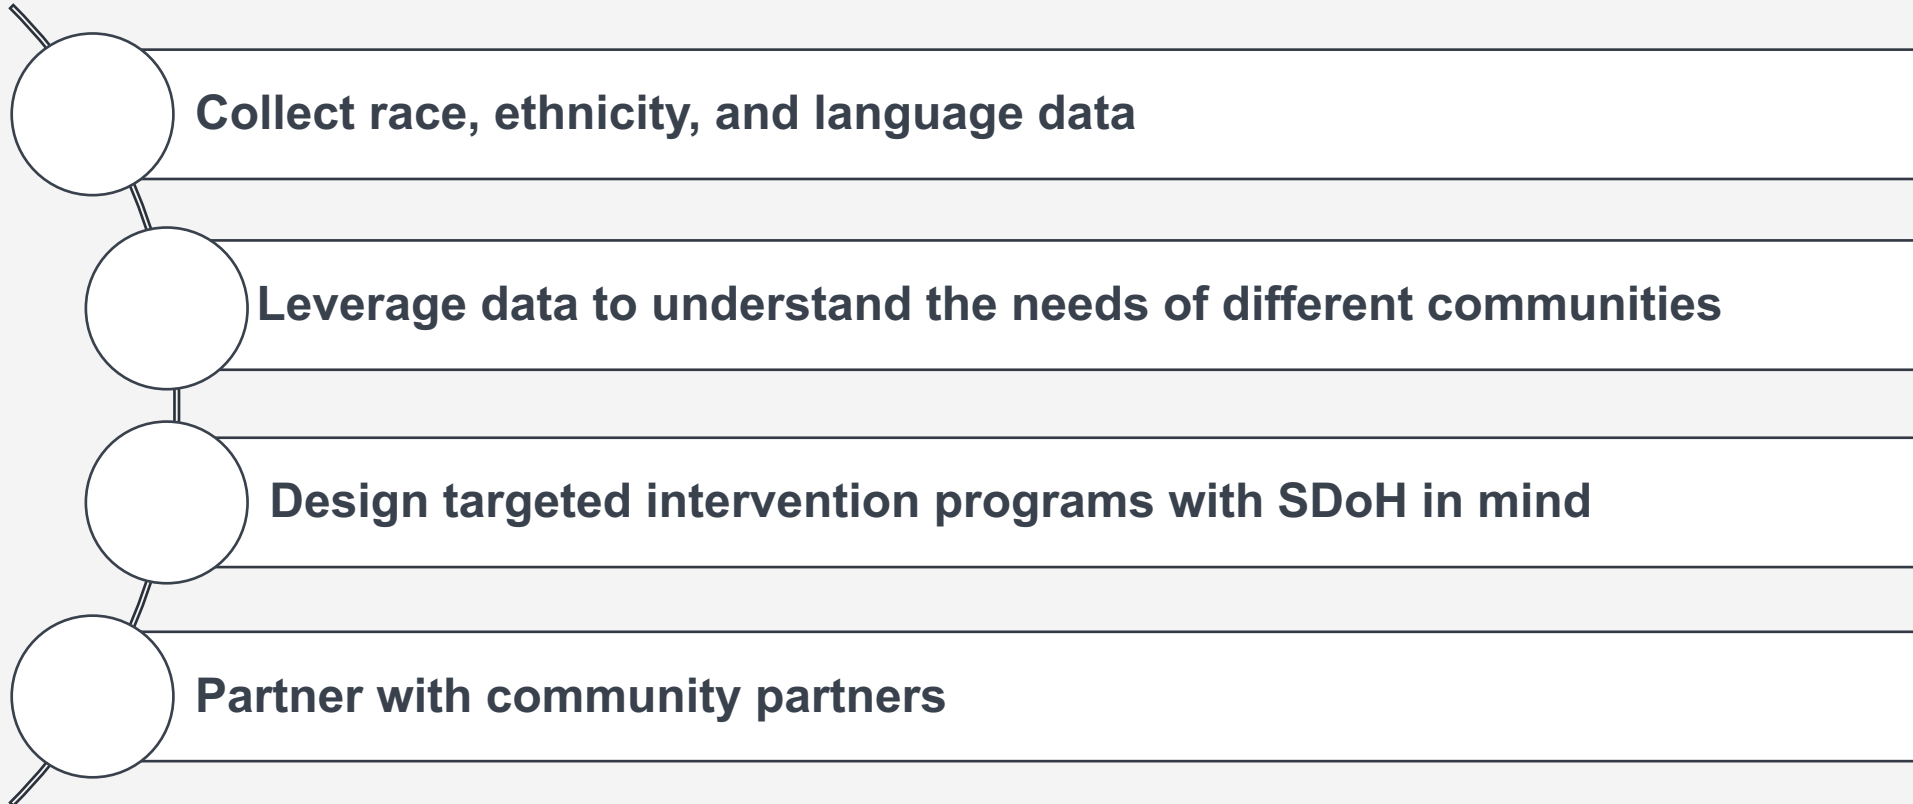 Collect race, ethnicity, and language data
Leverage data to understand the needs of different communities
Design targeted intervention programs with SDoH in mind
Partner with community partners